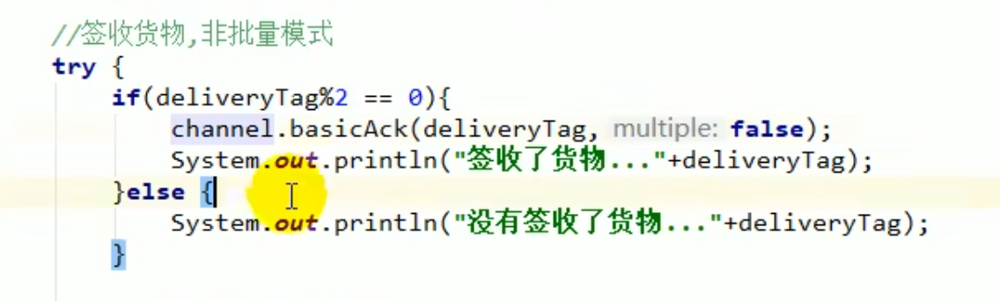 //签收货物,非批量模式
try {
if(deliveryTag%2 == 0){
channel.basicAck(deliveryTag, multiple: false);
System.out.println("签收了货物..."+deliveryTag);
}else {
System.out.println("没有签收了货物..."+deliveryTag);
}